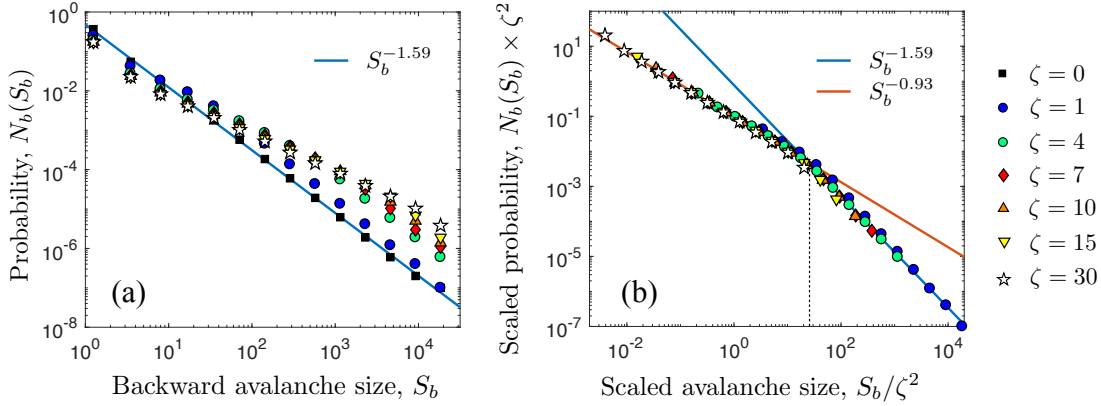 Probability, N_b(S_b)
10^0
10^-2
10^-4
10^-6
10^-8
S_b^-1.59
(a)
10^0 10^1 10^2 10^3 10^4
Backward avalanche size, S_b
Scaled probability, N_b(S_b) × ζ^2
10^1
10^-1
10^-3
10^-5
10^-7
S_b^-1.59
S_b^-0.93
(b)
10^-2 10^0 10^2 10^4
Scaled avalanche size, S_b/ζ^2
ζ = 0
ζ = 1
ζ = 4
ζ = 7
ζ = 10
ζ = 15
ζ = 30